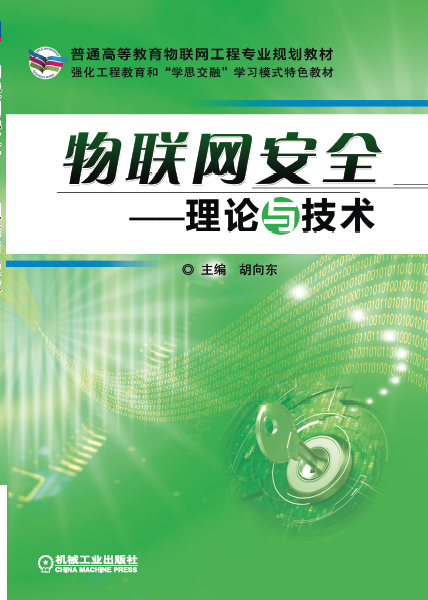 普通高等教育物联网工程专业规划教材
强化工程教育和“学思交融”学习模式特色教材
物联网安全
——理论与技术
◎ 主编 胡向东
机械工业出版社
CHINA MACHINE PRESS